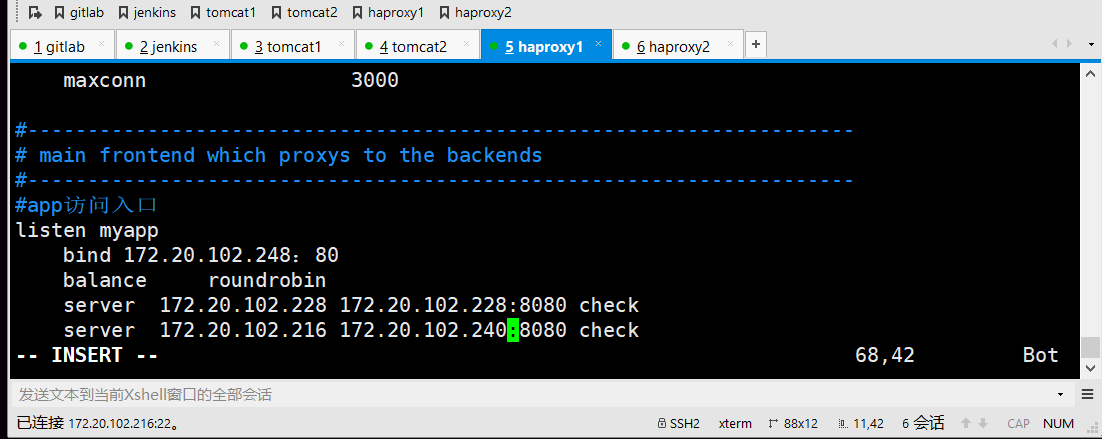 gitlab jenkins tomcat1 tomcat2 haproxy1 haproxy2
1 gitlab × 2 jenkins × 3 tomcat1 × 4 tomcat2 × 5 haproxy1 × 6 haproxy2 × +
maxconn 3000
#---------------------------------------------------------------------
# main frontend which proxys to the backends
#---------------------------------------------------------------------
#app访问入口
listen myapp
bind 172.20.102.248：80
balance roundrobin
server 172.20.102.228 172.20.102.228:8080 check
server 172.20.102.216 172.20.102.240:8080 check
-- INSERT -- 68,42 Bot
发送文本到当前Xshell窗口的全部会话
已连接 172.20.102.216:22。 SSH2 xterm 88x12 11,42 6 会话 CAP NUM